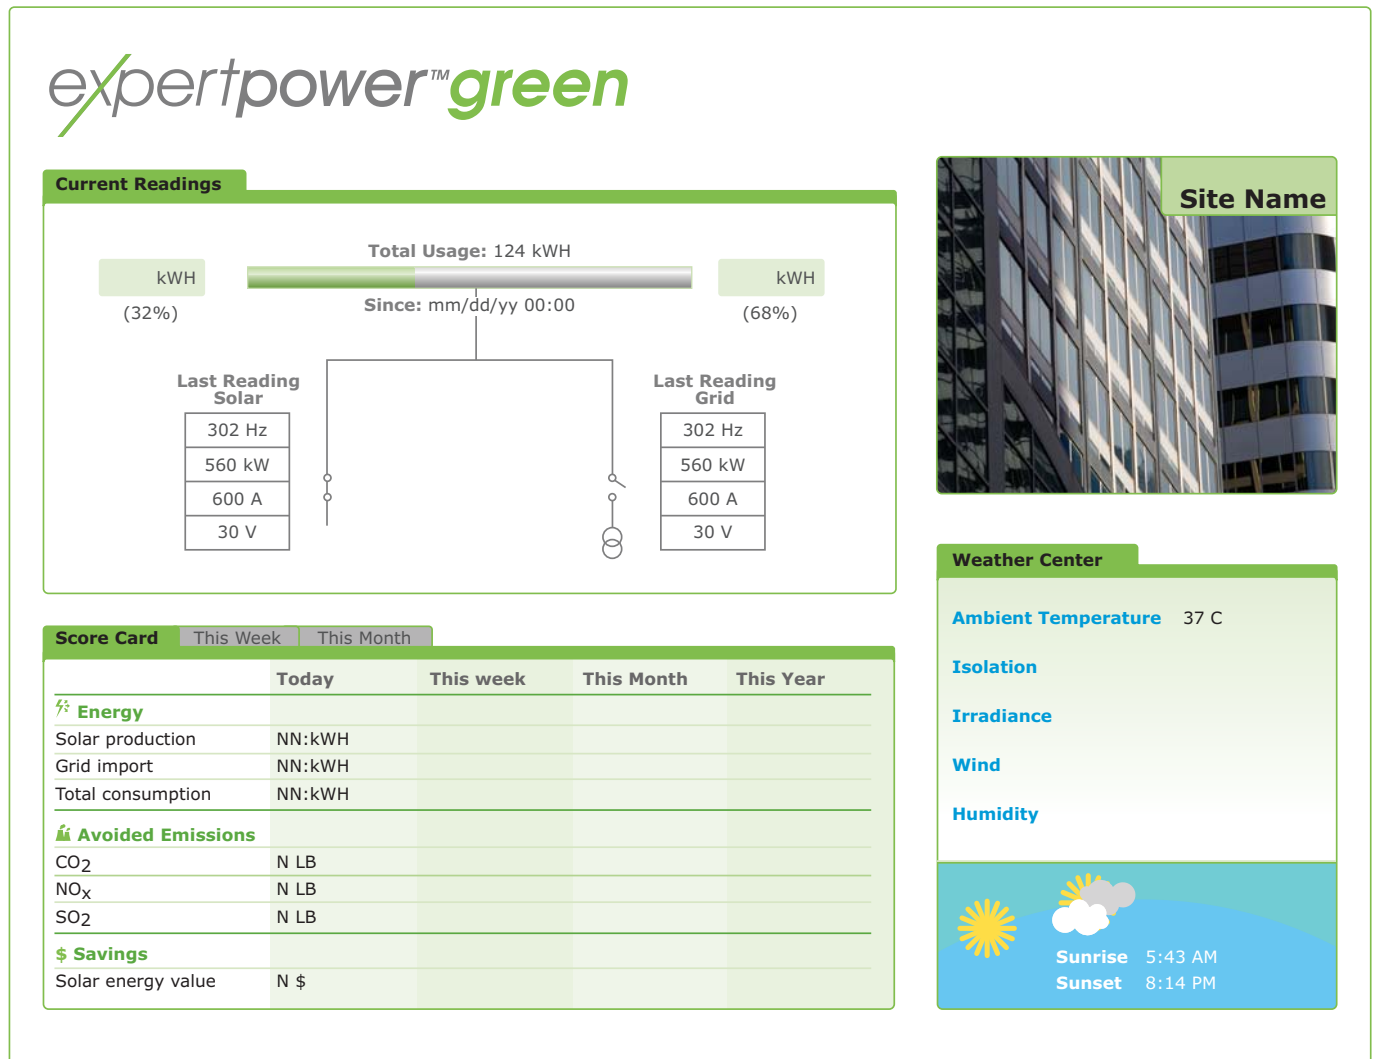 expertpower™green
Current Readings
Total Usage: 124 kWH
kWH
kWH
(32%)
Since: mm/dd/yy 00:00
(68%)
Last Reading
Solar
302 Hz
560 kW
600 A
30 V
Last Reading
Grid
302 Hz
560 kW
600 A
30 V
Site Name
Score Card This Week This Month
Today This week This Month This Year
Energy
Solar production NN:kWH
Grid import NN:kWH
Total consumption NN:kWH
Avoided Emissions
CO2 N LB
NOx N LB
SO2 N LB
$ Savings
Solar energy value N $
Weather Center
Ambient Temperature 37 C
Isolation
Irradiance
Wind
Humidity
Sunrise 5:43 AM
Sunset 8:14 PM